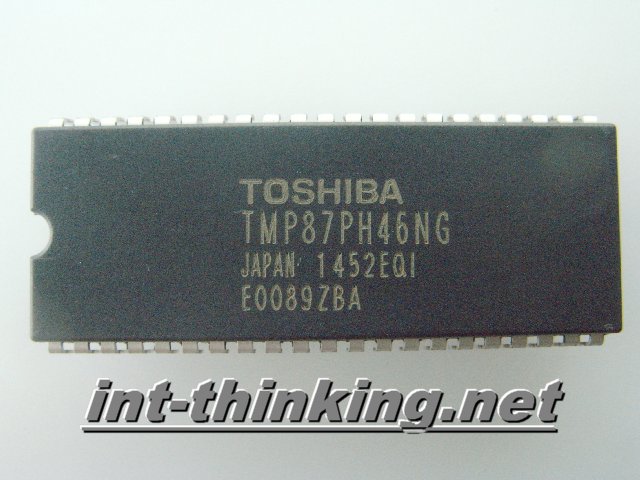 TOSHIBA
TMP87PH46NG
JAPAN 1452EQI
E0089ZBA
int-thinking.net